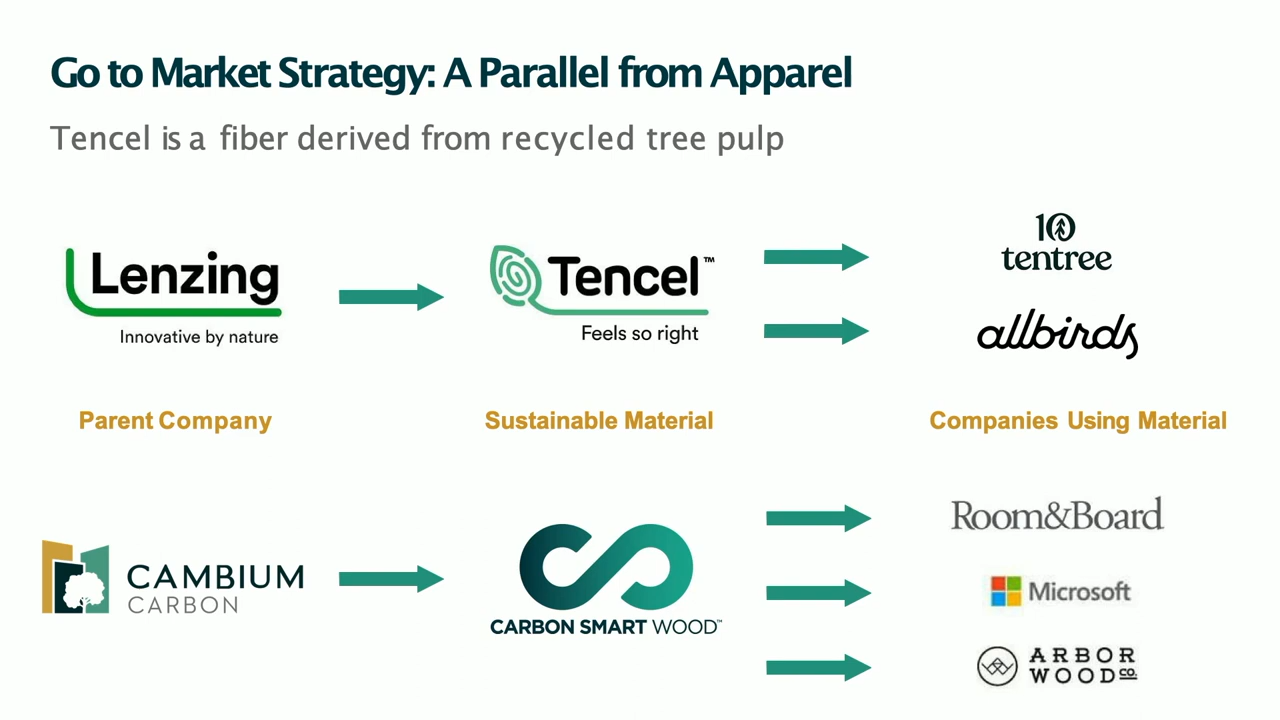 Go to Market Strategy: A Parallel from Apparel
Tencel is a fiber derived from recycled tree pulp
Lenzing
Innovative by nature
Tencel™
Feels so right
10
tentree
allbirds
Parent Company
Sustainable Material
Companies Using Material
CAMBIUM
CARBON
CARBON SMART WOOD™
Room&Board
Microsoft
ARBOR
WOOD CO.